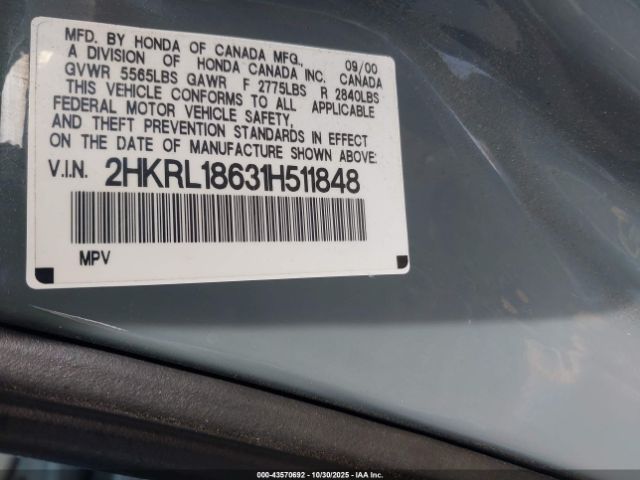 MFD. BY HONDA OF CANADA MFG., 09/00
A DIVISION OF HONDA CANADA INC. CANADA
GVWR 5565LBS GAWR F 2775LBS R 2840LBS
THIS VEHICLE CONFORMS TO ALL APPLICABLE
FEDERAL MOTOR VEHICLE SAFETY,
AND THEFT PREVENTION STANDARDS IN EFFECT
ON THE DATE OF MANUFACTURE SHOWN ABOVE:
V.I.N. 2HKRL18631H511848
MPV
000-43570692 - 10/30/2025 - IAAI.COM